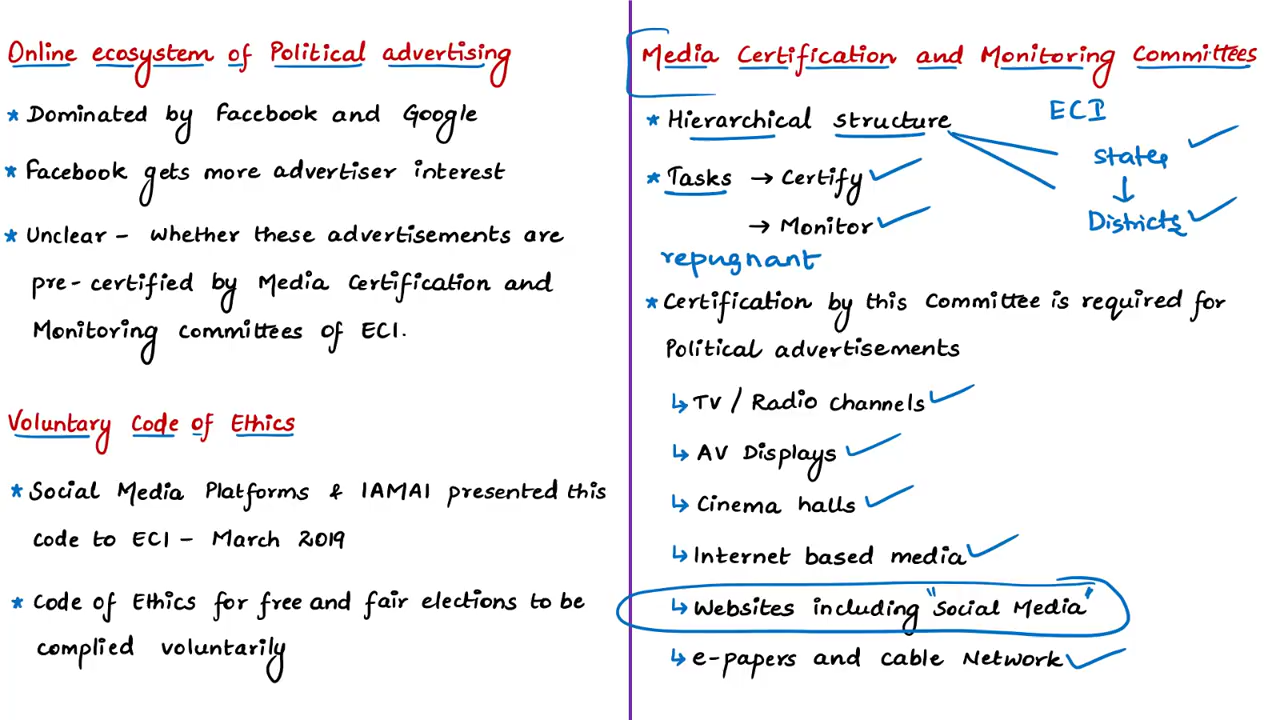 Online ecosystem of Political advertising
* Dominated by Facebook and Google
* Facebook gets more advertiser interest
* Unclear - whether these advertisements are
pre-certified by Media Certification and
Monitoring committees of ECI.
Voluntary Code of Ethics
* Social Media Platforms & IAMAI presented this
code to ECI - March 2019
* Code of Ethics for free and fair elections to be
complied voluntarily
Media Certification and Monitoring Committees
* Hierarchical structure
ECI
states
↓
Districts
* Tasks → Certify
→ Monitor
repugnant
* Certification by this Committee is required for
Political advertisements
↳ TV / Radio channels
↳ AV Displays
↳ Cinema halls
↳ Internet based media
↳ Websites including "Social Media"
↳ e-papers and cable Network